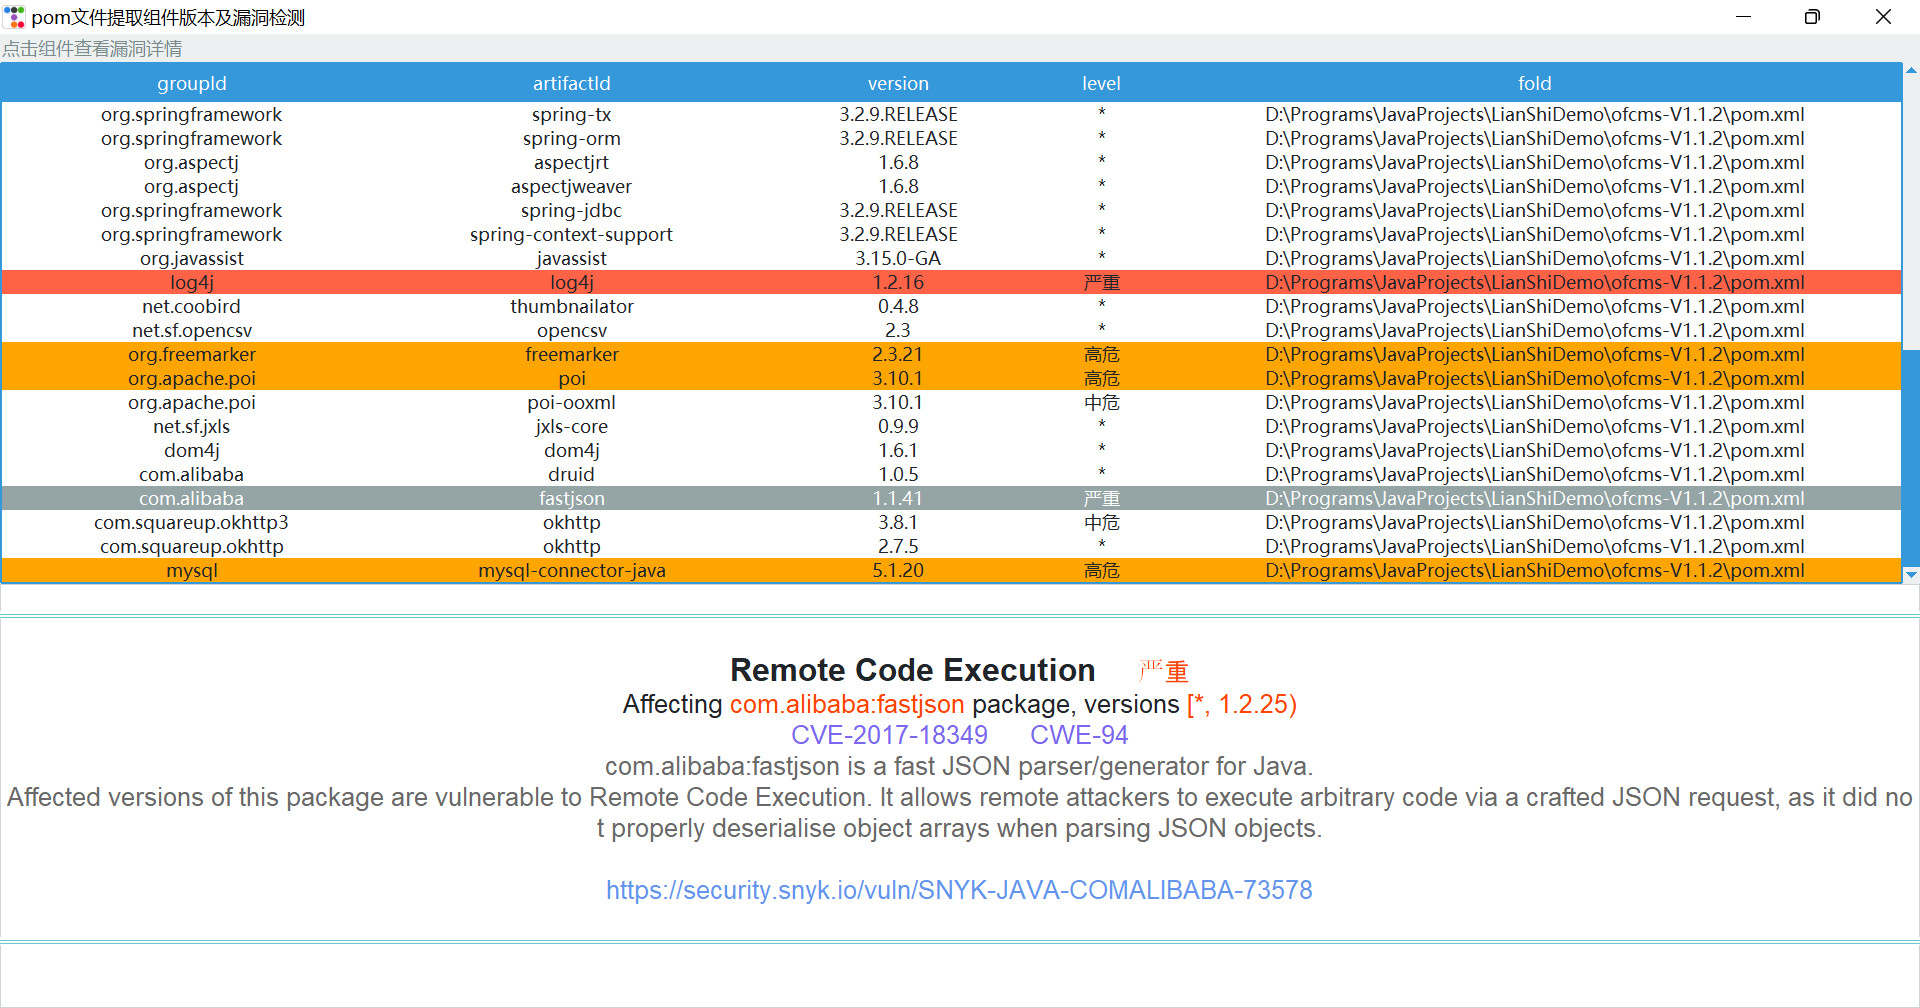 pom文件提取组件版本及漏洞检测
点击组件查看漏洞详情
groupId artifactId version level fold
org.springframework spring-tx 3.2.9.RELEASE * D:\Programs\JavaProjects\LianShiDemo\ofcms-V1.1.2\pom.xml
org.springframework spring-orm 3.2.9.RELEASE * D:\Programs\JavaProjects\LianShiDemo\ofcms-V1.1.2\pom.xml
org.aspectj aspectjrt 1.6.8 * D:\Programs\JavaProjects\LianShiDemo\ofcms-V1.1.2\pom.xml
org.aspectj aspectjweaver 1.6.8 * D:\Programs\JavaProjects\LianShiDemo\ofcms-V1.1.2\pom.xml
org.springframework spring-jdbc 3.2.9.RELEASE * D:\Programs\JavaProjects\LianShiDemo\ofcms-V1.1.2\pom.xml
org.springframework spring-context-support 3.2.9.RELEASE * D:\Programs\JavaProjects\LianShiDemo\ofcms-V1.1.2\pom.xml
org.javassist javassist 3.15.0-GA * D:\Programs\JavaProjects\LianShiDemo\ofcms-V1.1.2\pom.xml
log4j log4j 1.2.16 严重 D:\Programs\JavaProjects\LianShiDemo\ofcms-V1.1.2\pom.xml
net.coobird thumbnailator 0.4.8 * D:\Programs\JavaProjects\LianShiDemo\ofcms-V1.1.2\pom.xml
net.sf.opencsv opencsv 2.3 * D:\Programs\JavaProjects\LianShiDemo\ofcms-V1.1.2\pom.xml
org.freemarker freemarker 2.3.21 高危 D:\Programs\JavaProjects\LianShiDemo\ofcms-V1.1.2\pom.xml
org.apache.poi poi 3.10.1 高危 D:\Programs\JavaProjects\LianShiDemo\ofcms-V1.1.2\pom.xml
org.apache.poi poi-ooxml 3.10.1 中危 D:\Programs\JavaProjects\LianShiDemo\ofcms-V1.1.2\pom.xml
net.sf.jxls jxls-core 0.9.9 * D:\Programs\JavaProjects\LianShiDemo\ofcms-V1.1.2\pom.xml
dom4j dom4j 1.6.1 * D:\Programs\JavaProjects\LianShiDemo\ofcms-V1.1.2\pom.xml
com.alibaba druid 1.0.5 * D:\Programs\JavaProjects\LianShiDemo\ofcms-V1.1.2\pom.xml
com.alibaba fastjson 1.1.41 严重 D:\Programs\JavaProjects\LianShiDemo\ofcms-V1.1.2\pom.xml
com.squareup.okhttp3 okhttp 3.8.1 中危 D:\Programs\JavaProjects\LianShiDemo\ofcms-V1.1.2\pom.xml
com.squareup.okhttp okhttp 2.7.5 * D:\Programs\JavaProjects\LianShiDemo\ofcms-V1.1.2\pom.xml
mysql mysql-connector-java 5.1.20 高危 D:\Programs\JavaProjects\LianShiDemo\ofcms-V1.1.2\pom.xml
Remote Code Execution 严重
Affecting com.alibaba:fastjson package, versions [*, 1.2.25)
CVE-2017-18349 CWE-94
com.alibaba:fastjson is a fast JSON parser/generator for Java.
Affected versions of this package are vulnerable to Remote Code Execution. It allows remote attackers to execute arbitrary code via a crafted JSON request, as it did no
t properly deserialise object arrays when parsing JSON objects.
https://security.snyk.io/vuln/SNYK-JAVA-COMALIBABA-73578